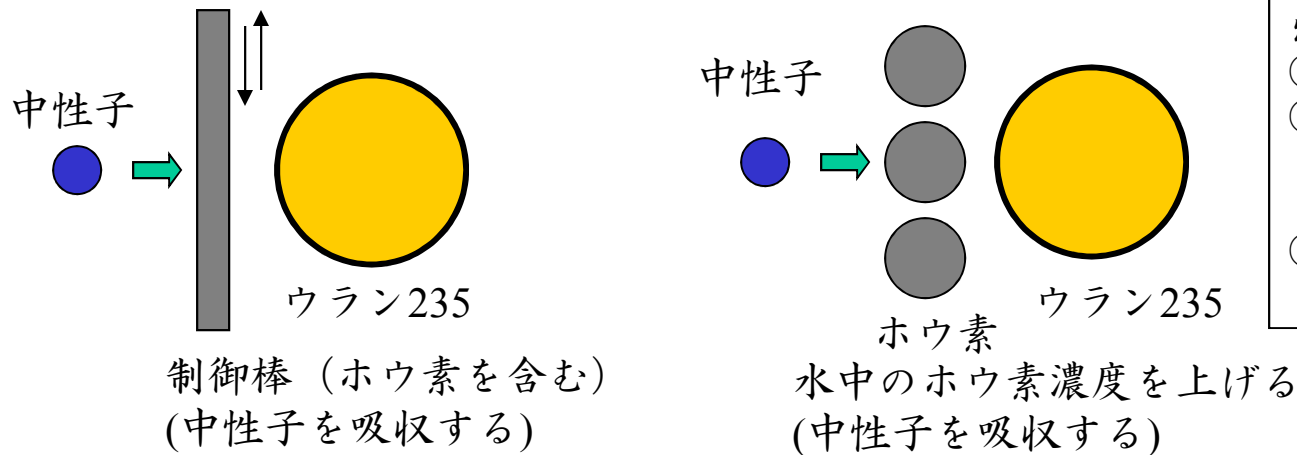 中性子
ウラン235
制御棒（ホウ素を含む）
(中性子を吸収する)
中性子
ホウ素
ウラン235
水中のホウ素濃度を上げる
(中性子を吸収する)